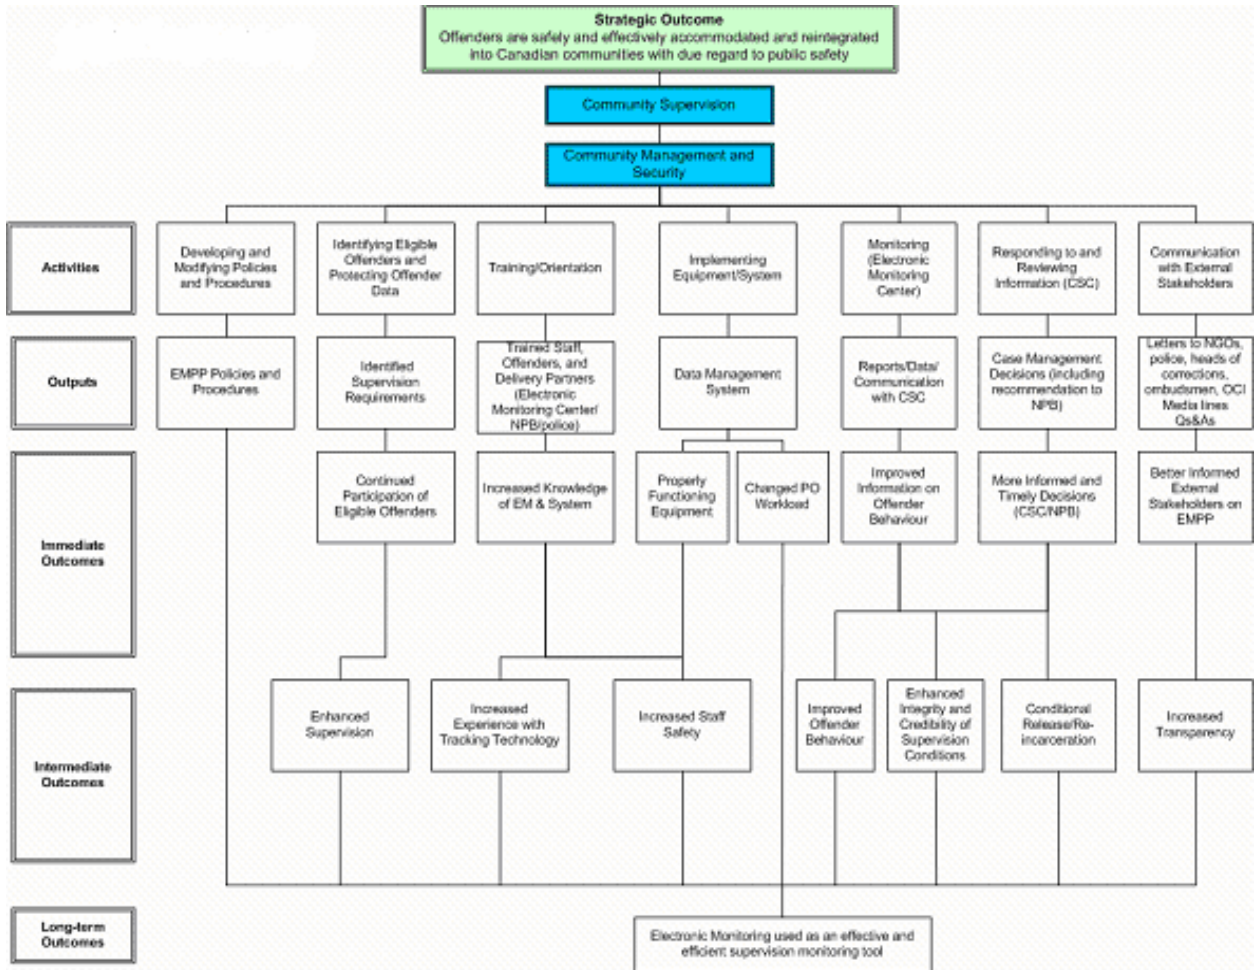 Strategic Outcome
Offenders are safely and effectively accommodated and reintegrated
into Canadian communities with due regard to public safety
Community Supervision
Community Management and
Security
Activities
Developing and
Modifying Policies
and Procedures
Identifying Eligible
Offenders and
Protecting Offender
Data
Training/Orientation
Implementing
Equipment/System
Monitoring
(Electronic
Monitoring
Center)
Responding to and
Reviewing
Information (CSC)
Communication
with External
Stakeholders
Outputs
EMPP Policies and
Procedures
Identified
Supervision
Requirements
Trained Staff,
Offenders, and
Delivery Partners
(Electronic
Monitoring Center/
NPB/police)
Data Management
System
Reports/Data/
Communication
with CSC
Case Management
Decisions (including
recommendation to
NPB)
Letters to NGOs,
police, heads of
corrections,
ombudsmen, OCI
Media lines
Qs&As
Immediate
Outcomes
Continued
Participation of
Eligible Offenders
Increased Knowledge
of EM & System
Properly
Functioning
Equipment
Changed PO
Workload
Improved
Information on
Offender
Behaviour
More Informed and
Timely Decisions
(CSC/NPB)
Better Informed
External
Stakeholders on
EMPP
Intermediate
Outcomes
Enhanced
Supervision
Increased
Experience with
Tracking Technology
Increased Staff
Safety
Improved
Offender
Behaviour
Enhanced
Integrity and
Credibility of
Supervision
Conditions
Conditional
Release/Re-
incarceration
Increased
Transparency
Long-term
Outcomes
Electronic Monitoring used as an effective and
efficient supervision monitoring tool